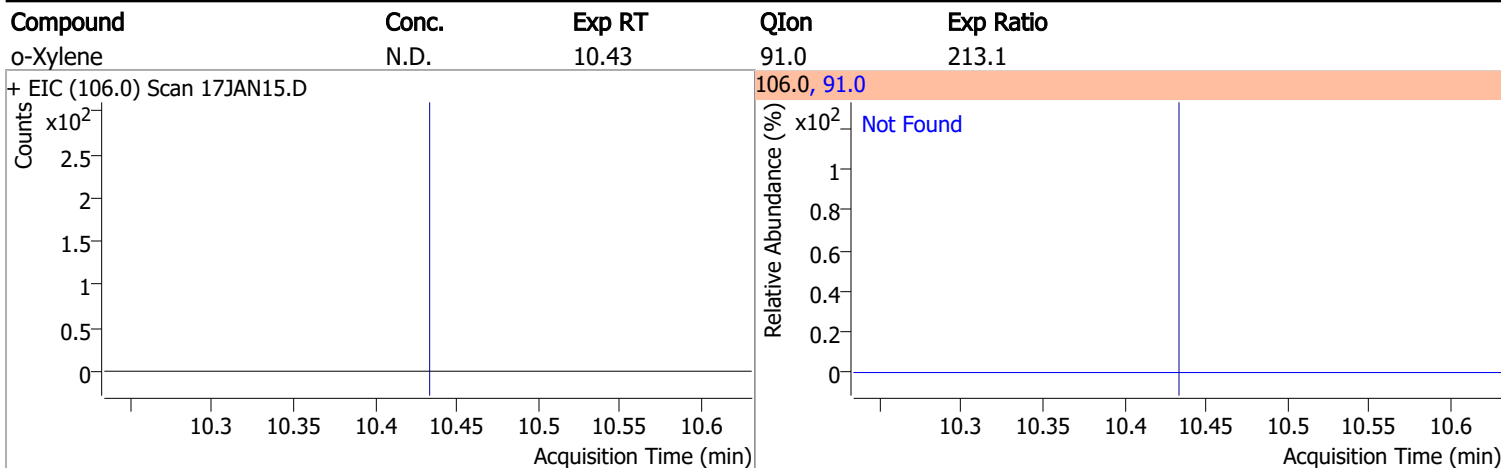 Compound Conc. Exp RT QIon Exp Ratio
o-Xylene N.D. 10.43 91.0 213.1
+ EIC (106.0) Scan 17JAN15.D
Counts
x10²
2.5
2
1.5
1
0.5
0
10.3 10.35 10.4 10.45 10.5 10.55 10.6
Acquisition Time (min)
106.0, 91.0
Relative Abundance (%)
x10²
Not Found
1
0.8
0.6
0.4
0.2
0
10.3 10.35 10.4 10.45 10.5 10.55 10.6
Acquisition Time (min)